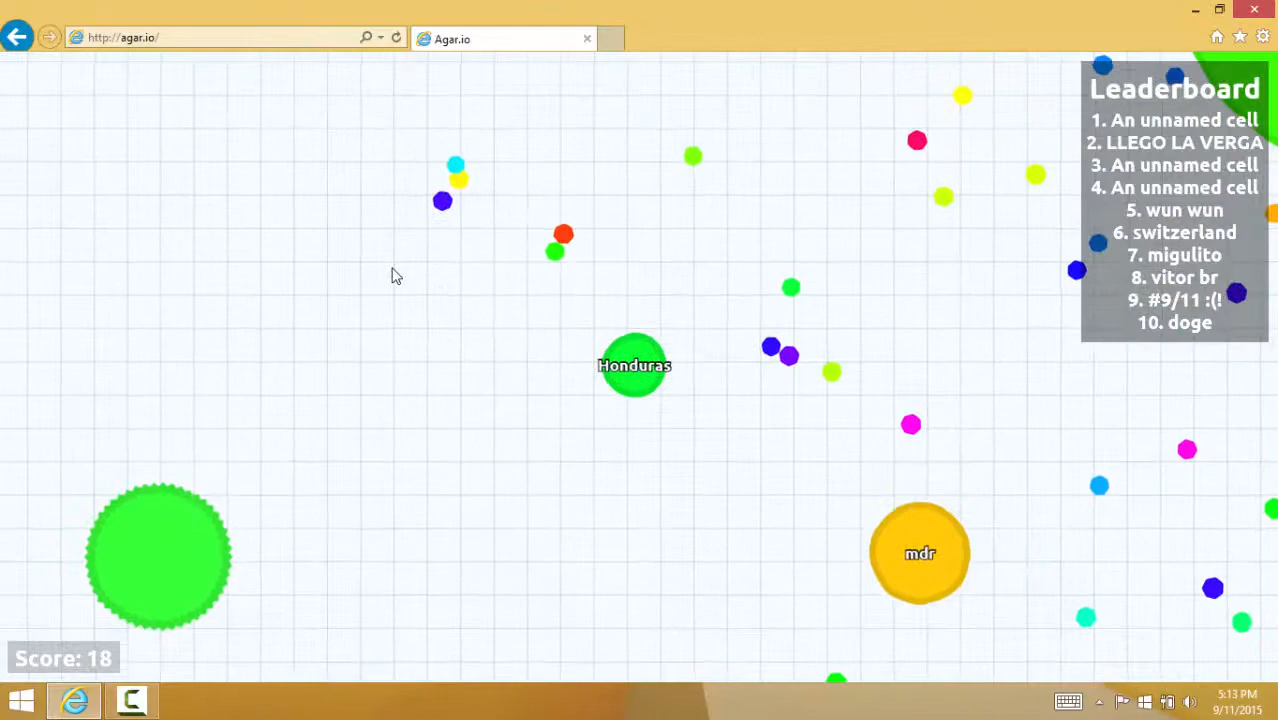 http://agar.io/
Agar.io
Leaderboard
1. An unnamed cell
2. LLEGO LA VERGA
3. An unnamed cell
4. An unnamed cell
5. wun wun
6. switzerland
7. migulito
8. vitor br
9. #9/11 :(!
10. doge
Honduras
mdr
Score: 18
5:13 PM
9/11/2015